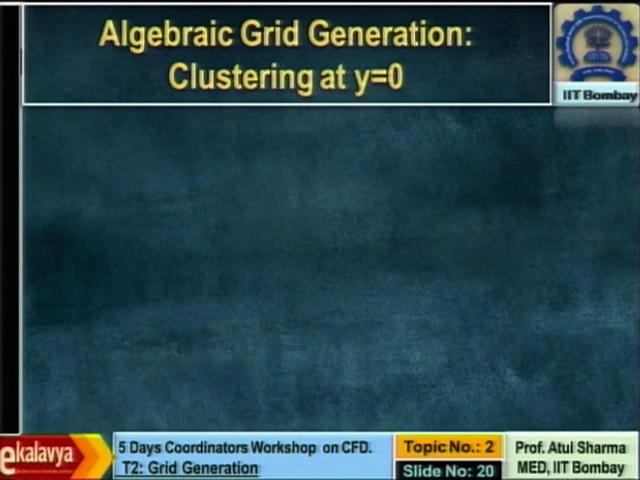 Algebraic Grid Generation:
Clustering at y=0
IIT Bombay
ekalavya
5 Days Coordinators Workshop on CFD.
T2: Grid Generation
Topic No.: 2
Slide No: 20
Prof. Atul Sharma
MED, IIT Bombay